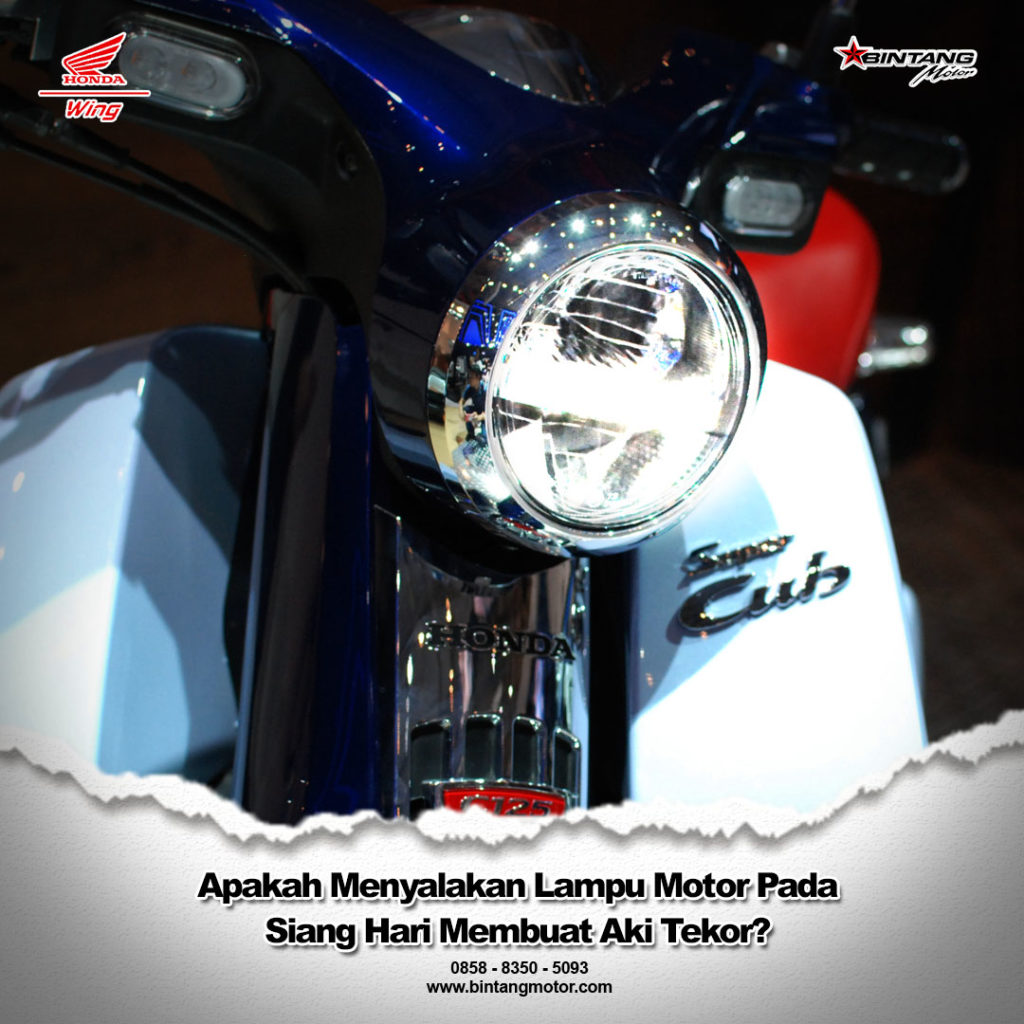 HONDA
Wing
BINTANG
Motor
Super
Cub
HONDA
C125
Apakah Menyalakan Lampu Motor Pada
Siang Hari Membuat Aki Tekor?
0858 - 8350 - 5093
www.bintangmotor.com